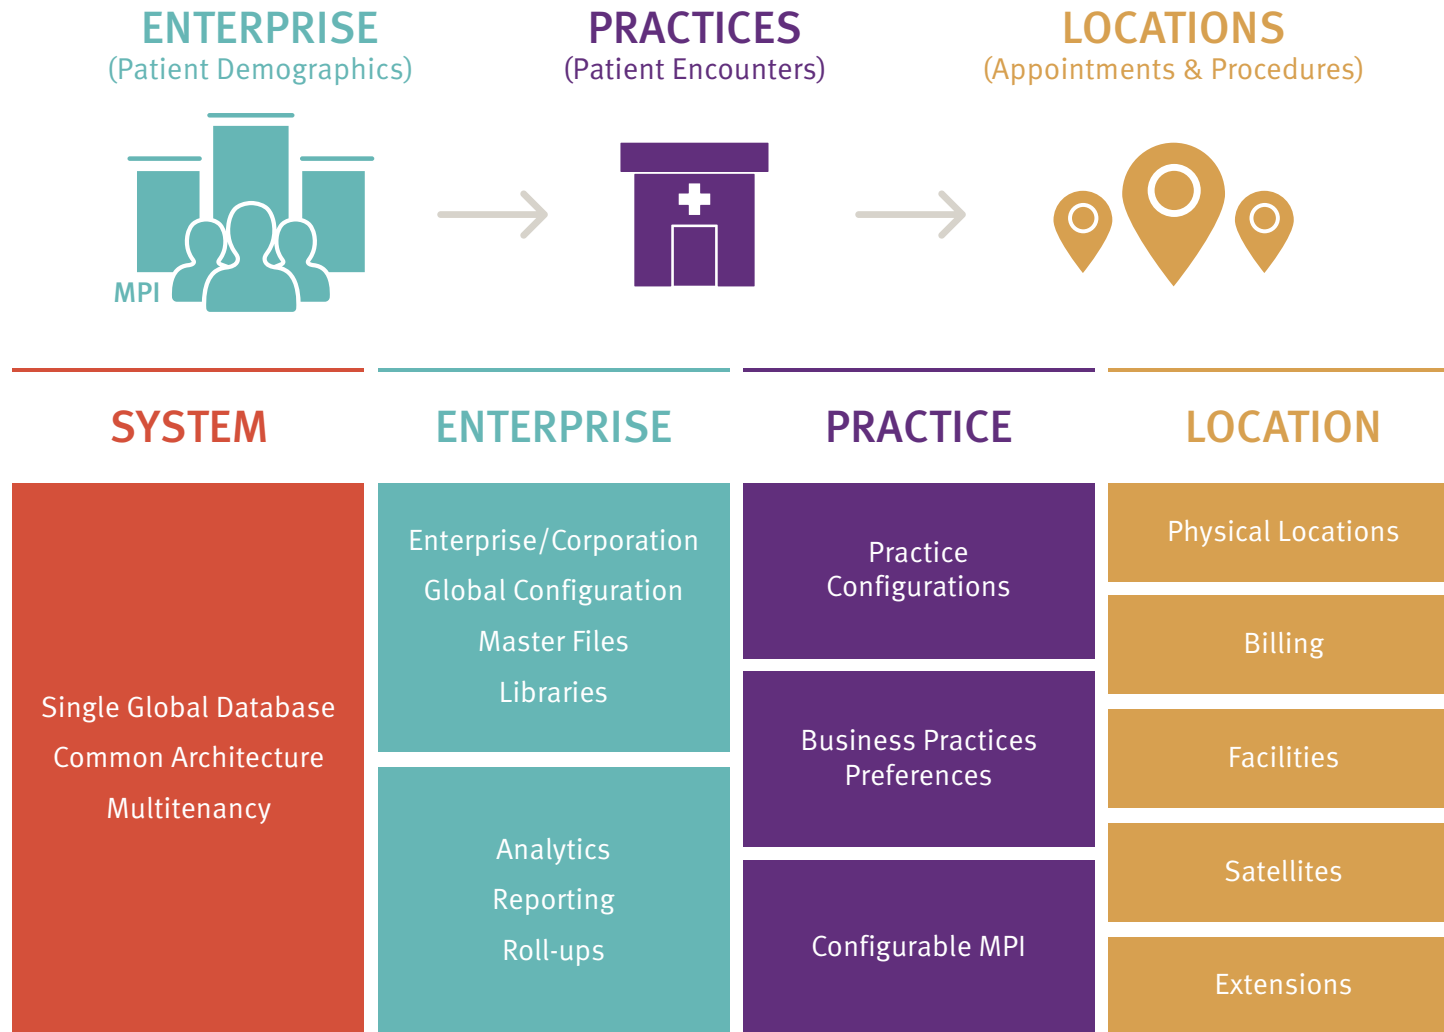 ENTERPRISE
(Patient Demographics)
PRACTICES
(Patient Encounters)
LOCATIONS
(Appointments & Procedures)
MPI
SYSTEM
Single Global Database
Common Architecture
Multitenancy
ENTERPRISE
Enterprise/Corporation
Global Configuration
Master Files
Libraries
Analytics
Reporting
Roll-ups
PRACTICE
Practice
Configurations
Business Practices
Preferences
Configurable MPI
LOCATION
Physical Locations
Billing
Facilities
Satellites
Extensions